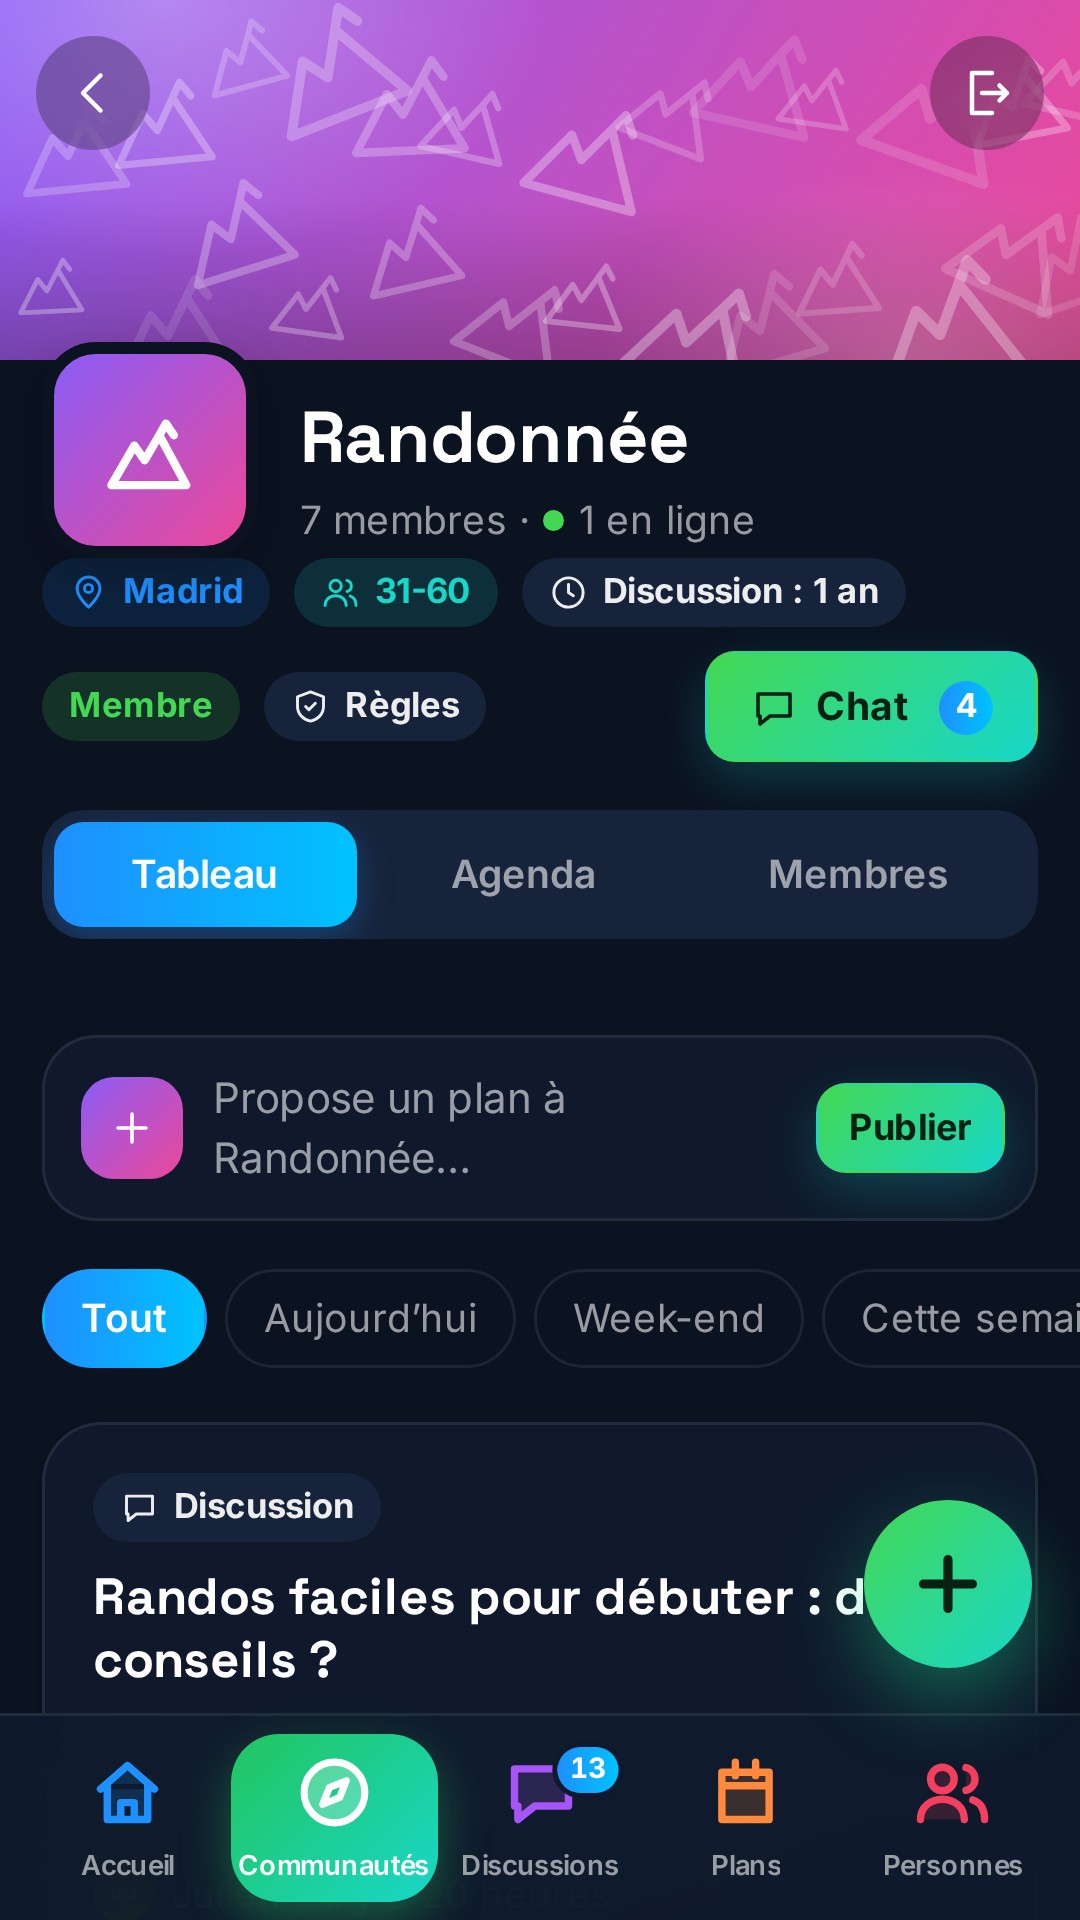 Randonnée
7 membres · 1 en ligne
Madrid
31-60
Discussion : 1 an
Membre
Règles
Chat 4
Tableau
Agenda
Membres
Propose un plan à
Randonnée...
Publier
Tout
Aujourd’hui
Week-end
Cette semai
Discussion
Randos faciles pour débuter : d
conseils ?
13
Accueil
Communautés
Discussions
Plans
Personnes
heures